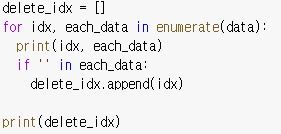 delete_idx = []
for idx, each_data in enumerate(data):
  print(idx, each_data)
  if '' in each_data:
    delete_idx.append(idx)

print(delete_idx)